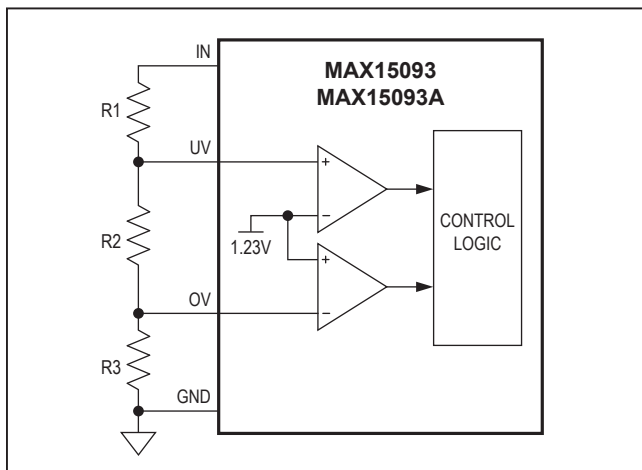 IN
MAX15093
MAX15093A
R1
UV
+
−
1.23V
R2
CONTROL
LOGIC
+
OV
−
R3
GND